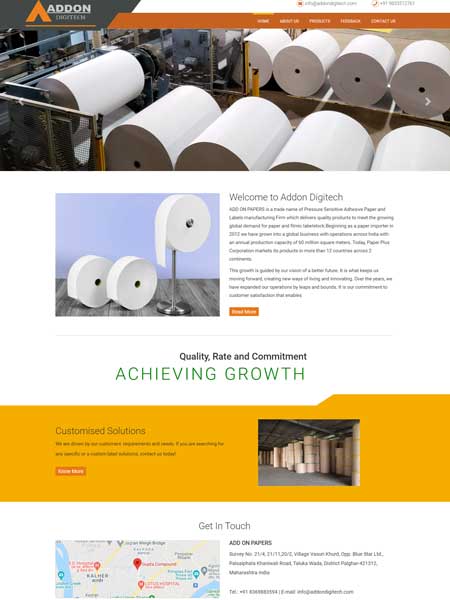 ADDON
DIGITECH
info@addondigitech.com
HOME ABOUT US PRODUCTS FEEDBACK CONTACT US
Welcome to Addon Digitech
ADD ON PAPERS is a trade name of Pressure Sensitive Adhesive Paper and
Labels manufacturing Firm which delivers quality products to meet the growing
global demand for paper and filmic labelstock.Beginning as a paper importer in
2012 we have grown into a global business with operations across India with
an annual production capacity of 60 million square meters. Today, Paper Plus
Corporation markets its products in more than 12 countries across 2
continents.
This growth is guided by our vision of a better future. It is what keeps us
moving forward, creating new ways of living and innovating. Over the years, we
have expanded our operations by leaps and bounds. It is our commitment to
customer satisfaction that enables
Read More
Quality, Rate and Commitment
ACHIEVING GROWTH
Customised Solutions
We are driven by our customers' requirements and needs. If you are searching for
any specific or a custom label solutions, contact us today!
Know More
Get In Touch
ADD ON PAPERS
Survey No. 21/4, 21/11,20/2, Village Vasuri Khurd, Opp. Blue Star Ltd.,
Palsaiphata Khaniwali Road, Taluka Wada, District Palghar-421312,
Maharashtra India
Tel: +91 8369883594 | E-mail: info@addondigitech.com
Gupta Compound
KALHER
LOTUS HOSPITAL